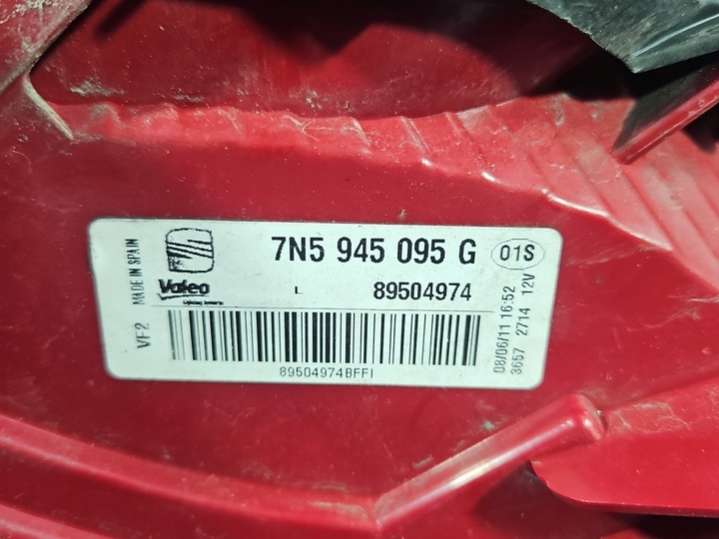 7N5 945 095 G 01S
Valeo
L 89504974
89504974BFFI
MADE IN SPAIN
VF2
08/06/11 16:52 12V
3657 2714